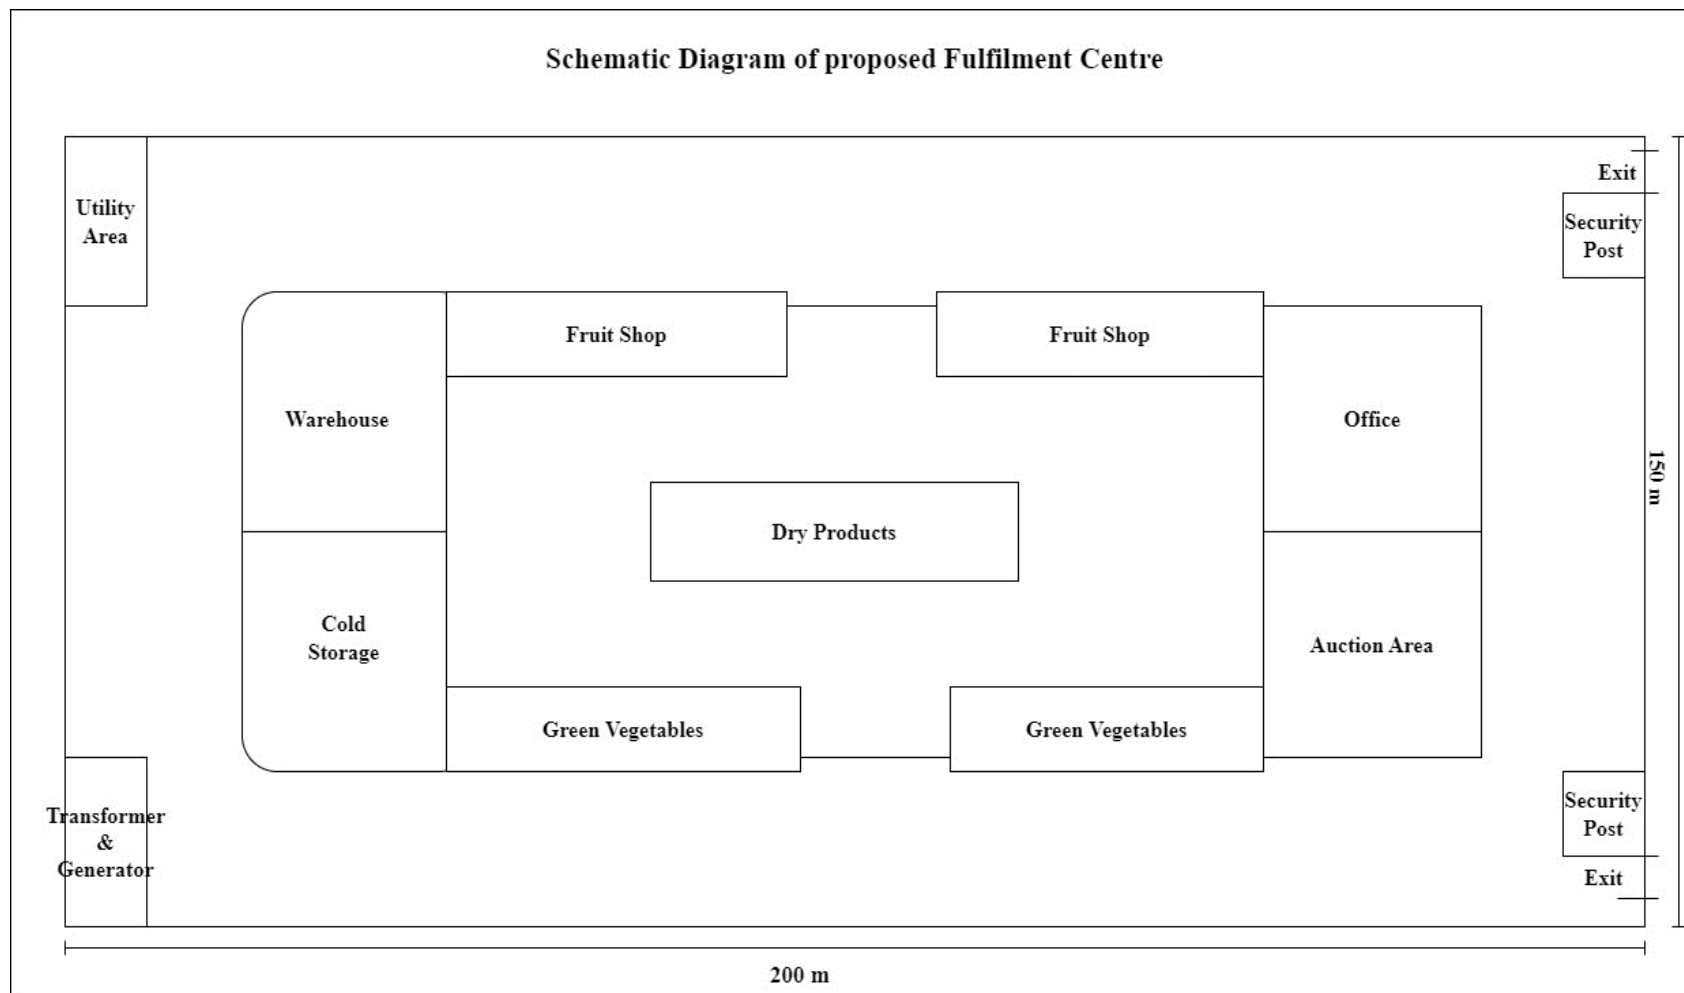 Schematic Diagram of proposed Fulfilment Centre
Exit
Utility
Area
Security
Post
Fruit Shop
Fruit Shop
Warehouse
Office
150 m
Dry Products
Cold
Storage
Auction Area
Green Vegetables
Green Vegetables
Transformer
&
Generator
Security
Post
Exit
200 m